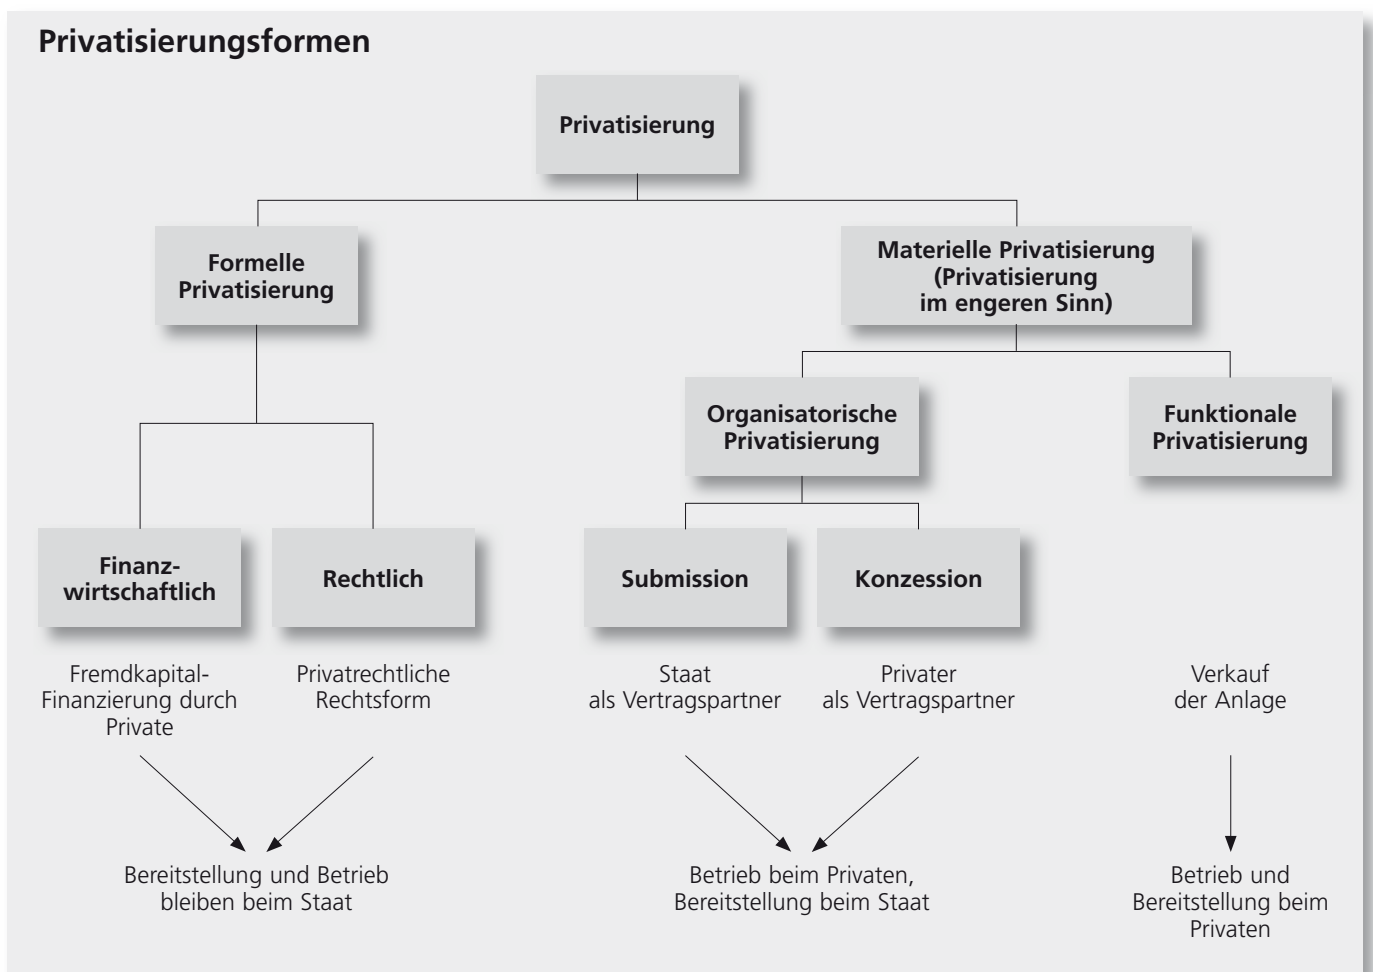 Privatisierungsformen
Privatisierung
Formelle
Privatisierung
Materielle Privatisierung
(Privatisierung
im engeren Sinn)
Organisatorische
Privatisierung
Funktionale
Privatisierung
Finanz-
wirtschaftlich
Rechtlich
Submission
Konzession
Fremdkapital-
Finanzierung durch
Private
Privatrechtliche
Rechtsform
Staat
als Vertragspartner
Privater
als Vertragspartner
Verkauf
der Anlage
Bereitstellung und Betrieb
bleiben beim Staat
Betrieb beim Privaten,
Bereitstellung beim Staat
Betrieb und
Bereitstellung beim
Privaten